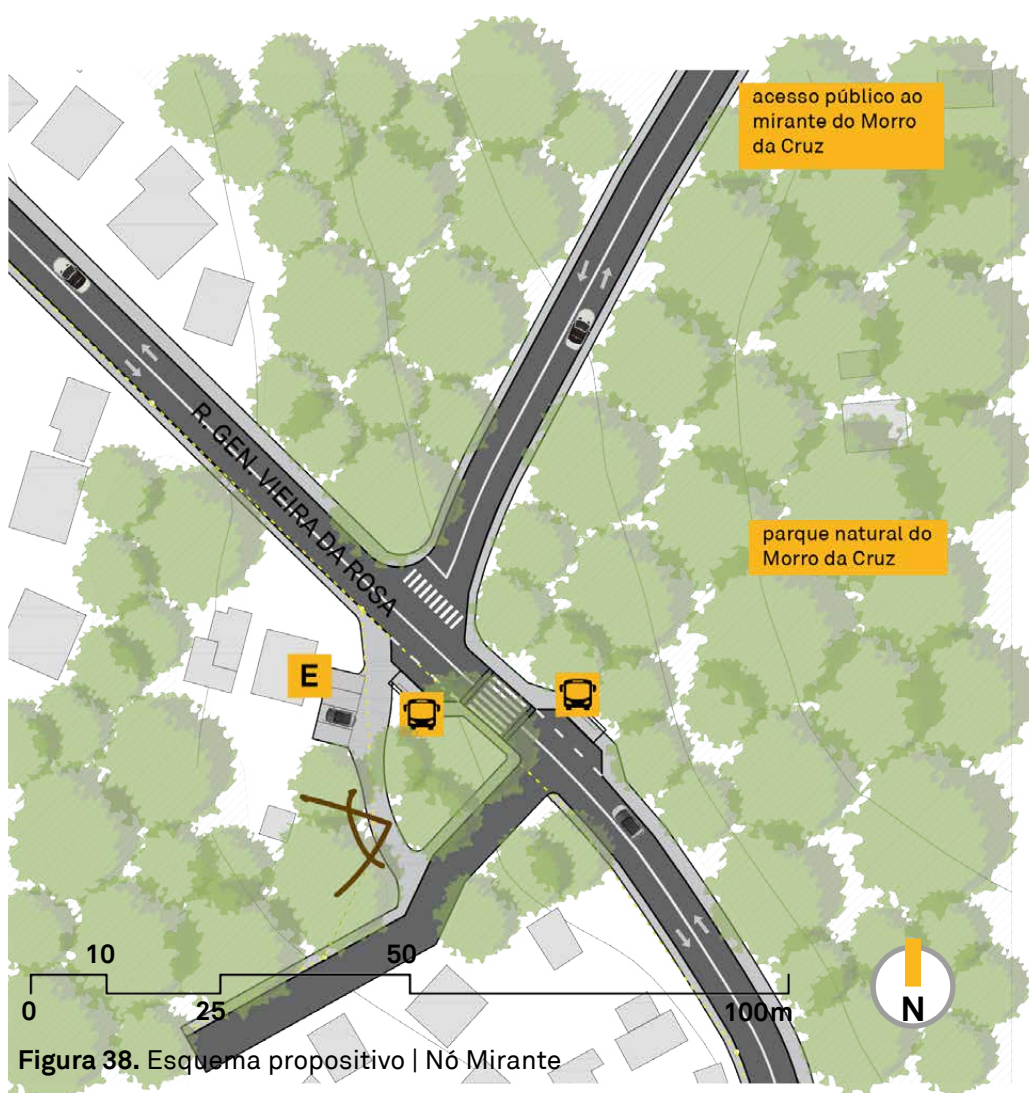 acesso público ao
mirante do Morro
da Cruz
R. GEN. VIEIRA DA ROSA
parque natural do
Morro da Cruz
E
10
50
0
25
100m
N
Figura 38. Esquema propositivo | Nó Mirante